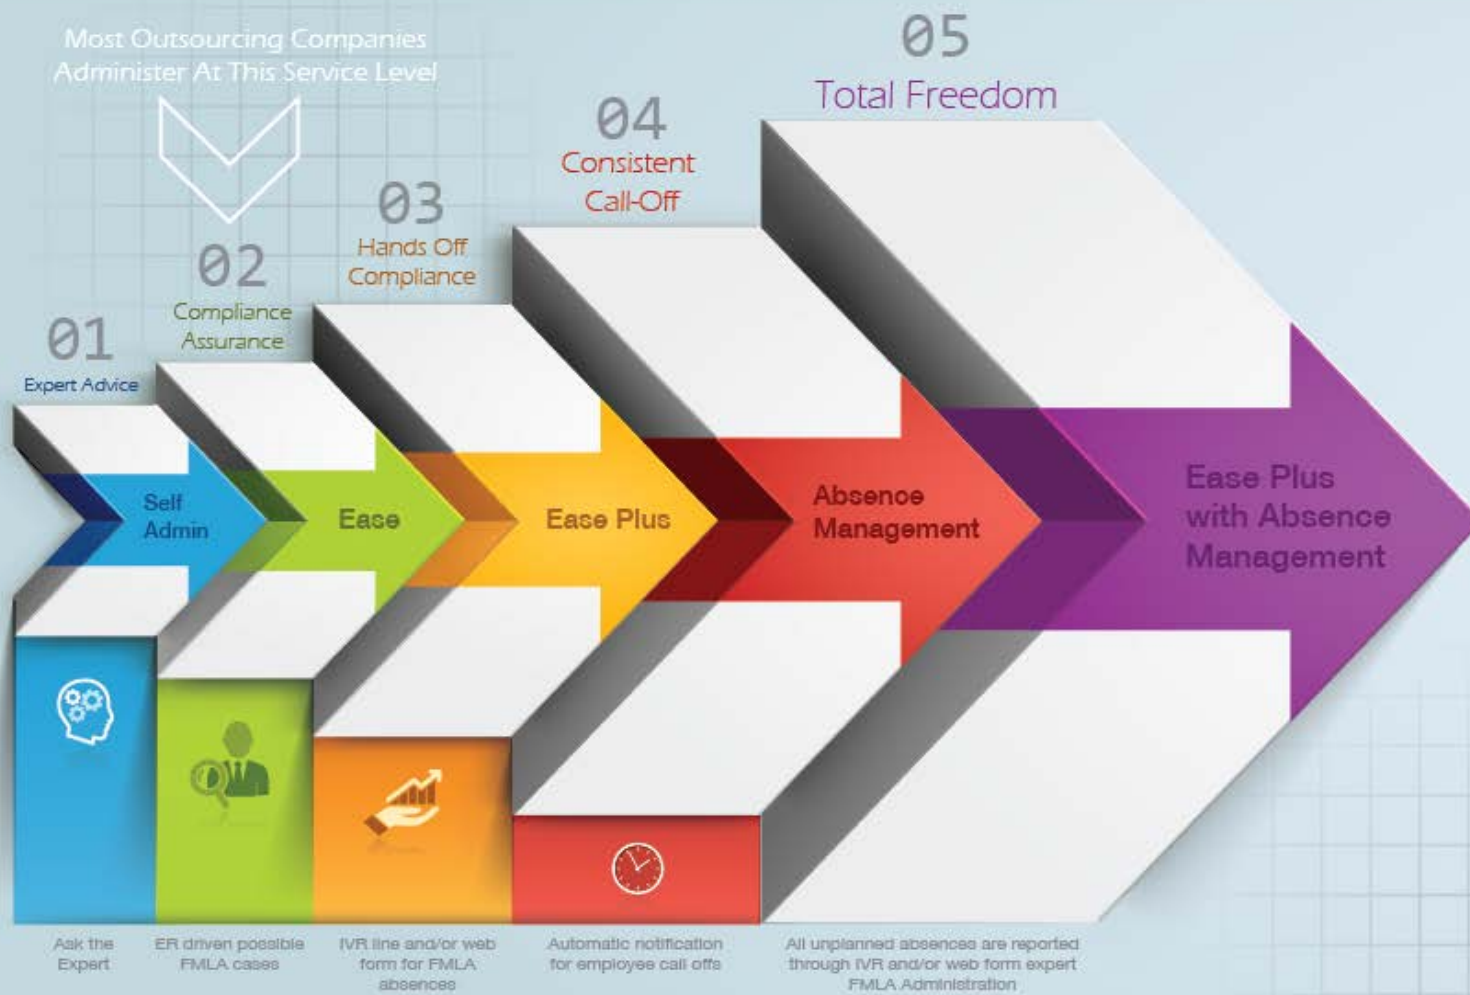 Most Outsourcing Companies
Administer At This Service Level
01
Expert Advice
02
Compliance
Assurance
03
Hands Off
Compliance
04
Consistent
Call-Off
05
Total Freedom
Self
Admin
Ease
Ease Plus
Absence
Management
Ease Plus
with Absence
Management
Ask the
Expert
ER driven possible
FMLA cases
IVR line and/or web
form for FMLA
absences
Automatic notification
for employee call offs
All unplanned absences are reported
through IVR and/or web form expert
FMLA Administration